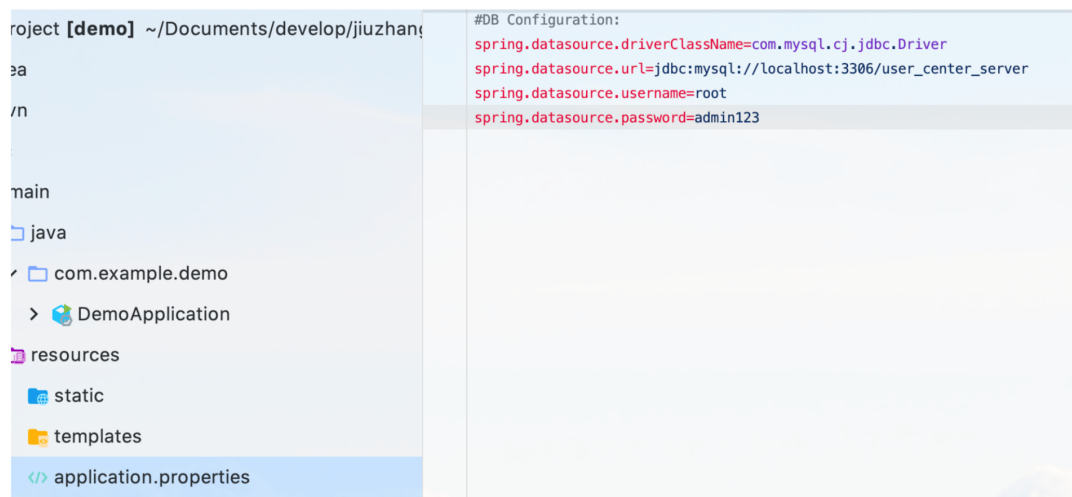 roject [demo] ~/Documents/develop/jiuzhang
ea
vn
main
java
com.example.demo
DemoApplication
resources
static
templates
application.properties
#DB Configuration:
spring.datasource.driverClassName=com.mysql.cj.jdbc.Driver
spring.datasource.url=jdbc:mysql://localhost:3306/user_center_server
spring.datasource.username=root
spring.datasource.password=admin123